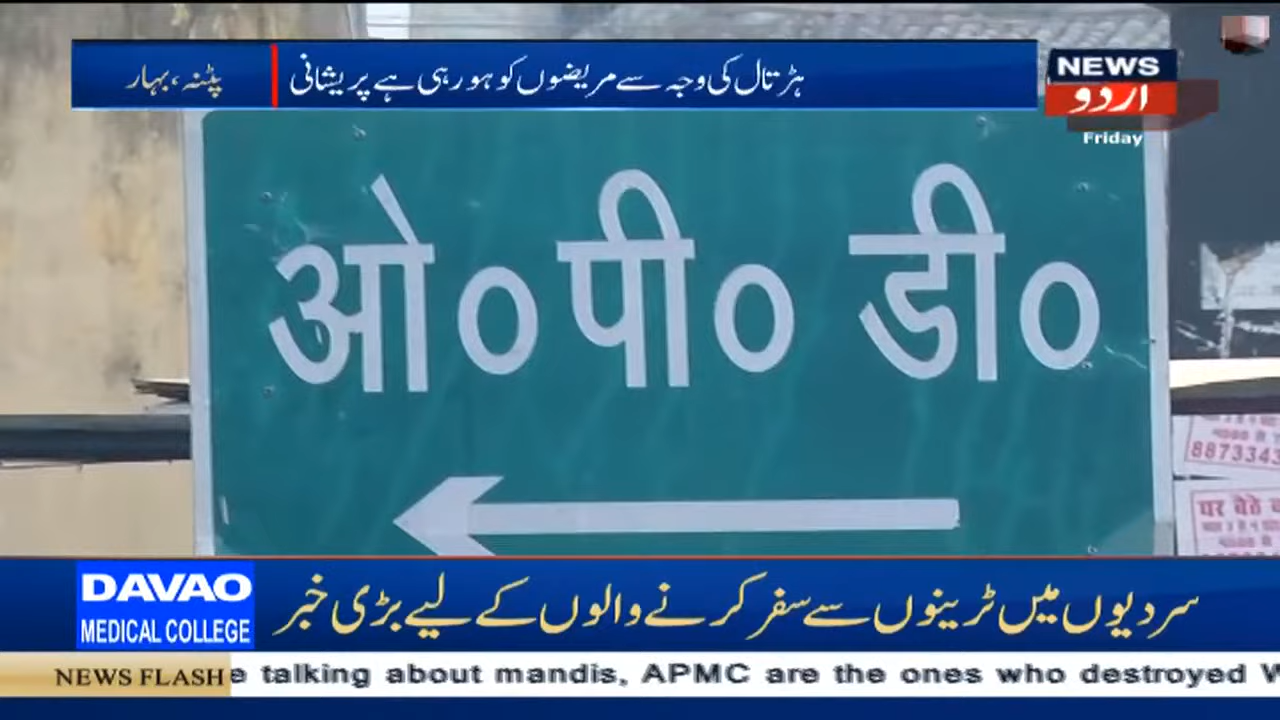 ہڑتال کی وجہ سے مریضوں کو ہو رہی ہے پریشانی
پٹنہ، بہار
NEWS
اردو
Friday
ओ० पी० डी०
8873343
घर बैठे
DAVAO
MEDICAL COLLEGE
سردیوں میں ٹرینوں سے سفر کرنے والوں کے لیے بڑی خبر
NEWS FLASH
e talking about mandis, APMC are the ones who destroyed W